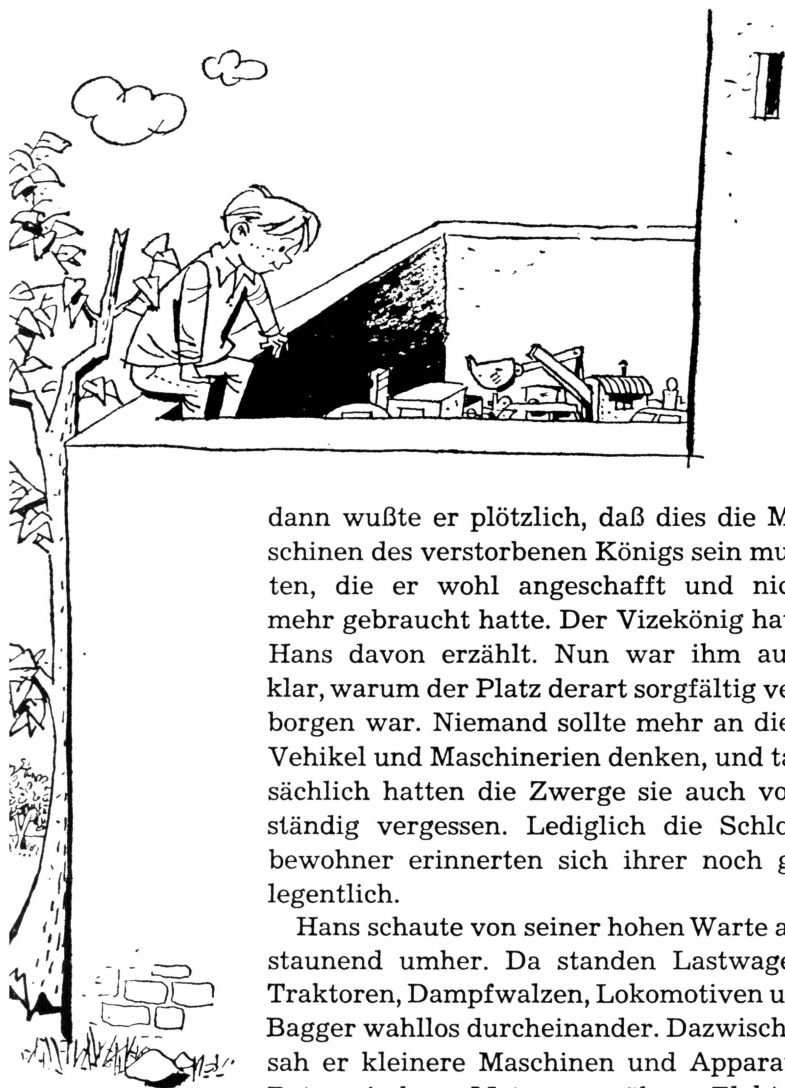 dann wußte er plötzlich, daß dies die M
schinen des verstorbenen Königs sein mu
ten, die er wohl angeschafft und nic
mehr gebraucht hatte. Der Vizekönig hat
Hans davon erzählt. Nun war ihm au
klar, warum der Platz derart sorgfältig ve
borgen war. Niemand sollte mehr an die
Vehikel und Maschinerien denken, und ta
sächlich hatten die Zwerge sie auch vo
ständig vergessen. Lediglich die Schlo
bewohner erinnerten sich ihrer noch g
legentlich.
Hans schaute von seiner hohen Warte a
staunend umher. Da standen Lastwage
Traktoren, Dampfwalzen, Lokomotiven u
Bagger wahllos durcheinander. Dazwisch
sah er kleinere Maschinen und Appara